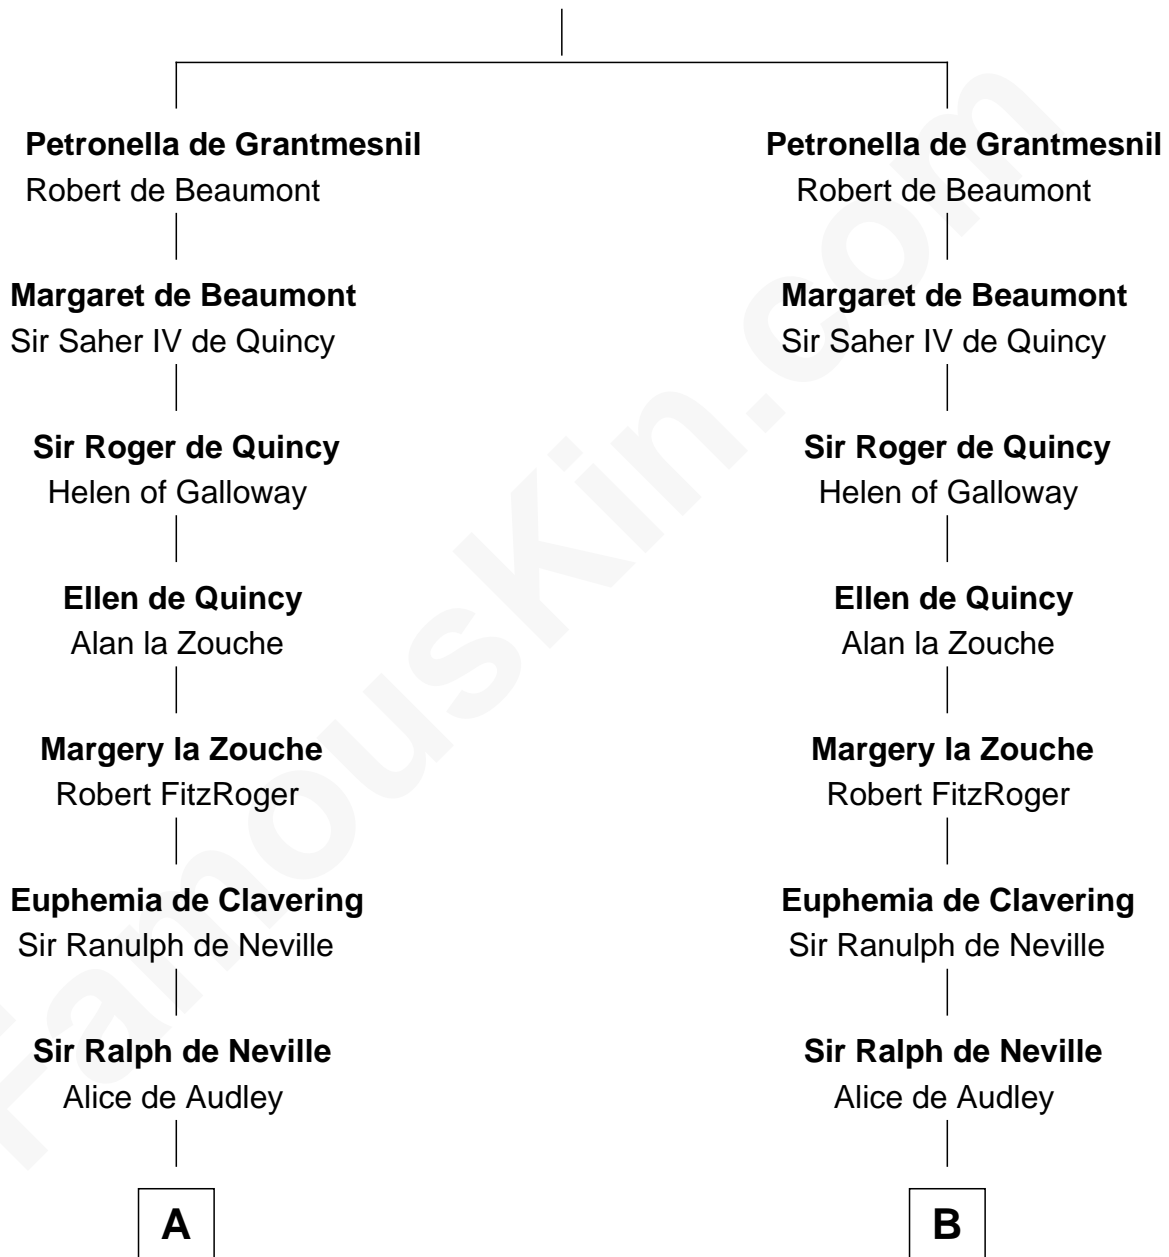 Petronella de Grantmesnil
Robert de Beaumont
Margaret de Beaumont
Sir Saher IV de Quincy
Sir Roger de Quincy
Helen of Galloway
Ellen de Quincy
Alan la Zouche
Margery la Zouche
Robert FitzRoger
Euphemia de Clavering
Sir Ranulph de Neville
Sir Ralph de Neville
Alice de Audley
A
Petronella de Grantmesnil
Robert de Beaumont
Margaret de Beaumont
Sir Saher IV de Quincy
Sir Roger de Quincy
Helen of Galloway
Ellen de Quincy
Alan la Zouche
Margery la Zouche
Robert FitzRoger
Euphemia de Clavering
Sir Ranulph de Neville
Sir Ralph de Neville
Alice de Audley
B
FamousKin.com